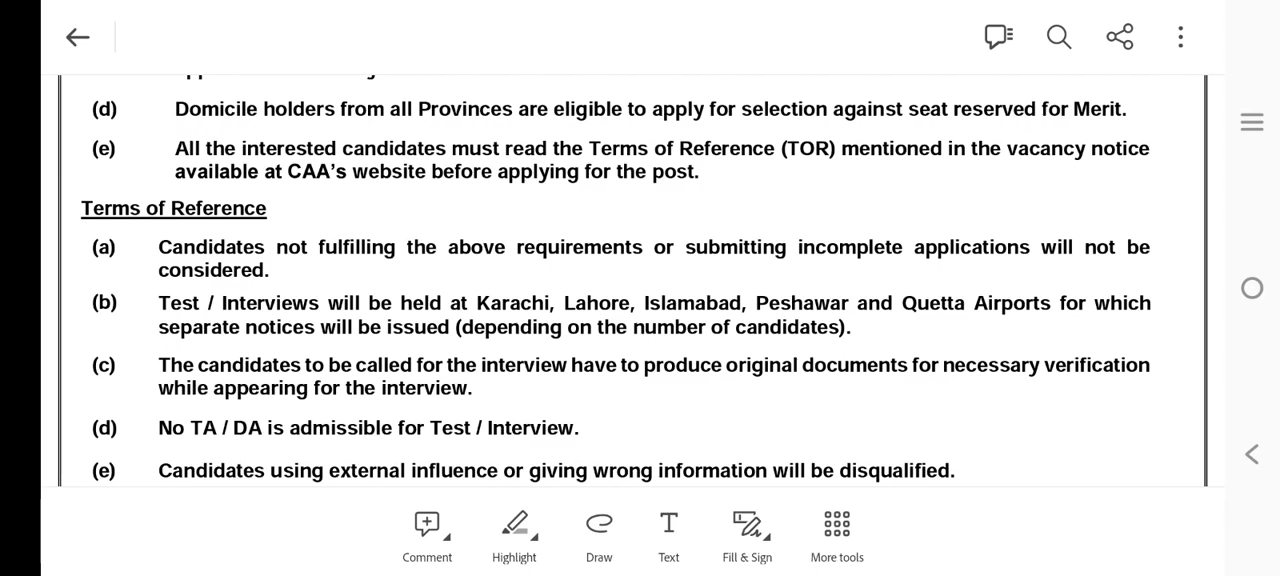 (d) Domicile holders from all Provinces are eligible to apply for selection against seat reserved for Merit.
(e) All the interested candidates must read the Terms of Reference (TOR) mentioned in the vacancy notice
available at CAA's website before applying for the post.
Terms of Reference
(a) Candidates not fulfilling the above requirements or submitting incomplete applications will not be
considered.
(b) Test / Interviews will be held at Karachi, Lahore, Islamabad, Peshawar and Quetta Airports for which
separate notices will be issued (depending on the number of candidates).
(c) The candidates to be called for the interview have to produce original documents for necessary verification
while appearing for the interview.
(d) No TA / DA is admissible for Test / Interview.
(e) Candidates using external influence or giving wrong information will be disqualified.
Comment Highlight Draw Text Fill & Sign More tools